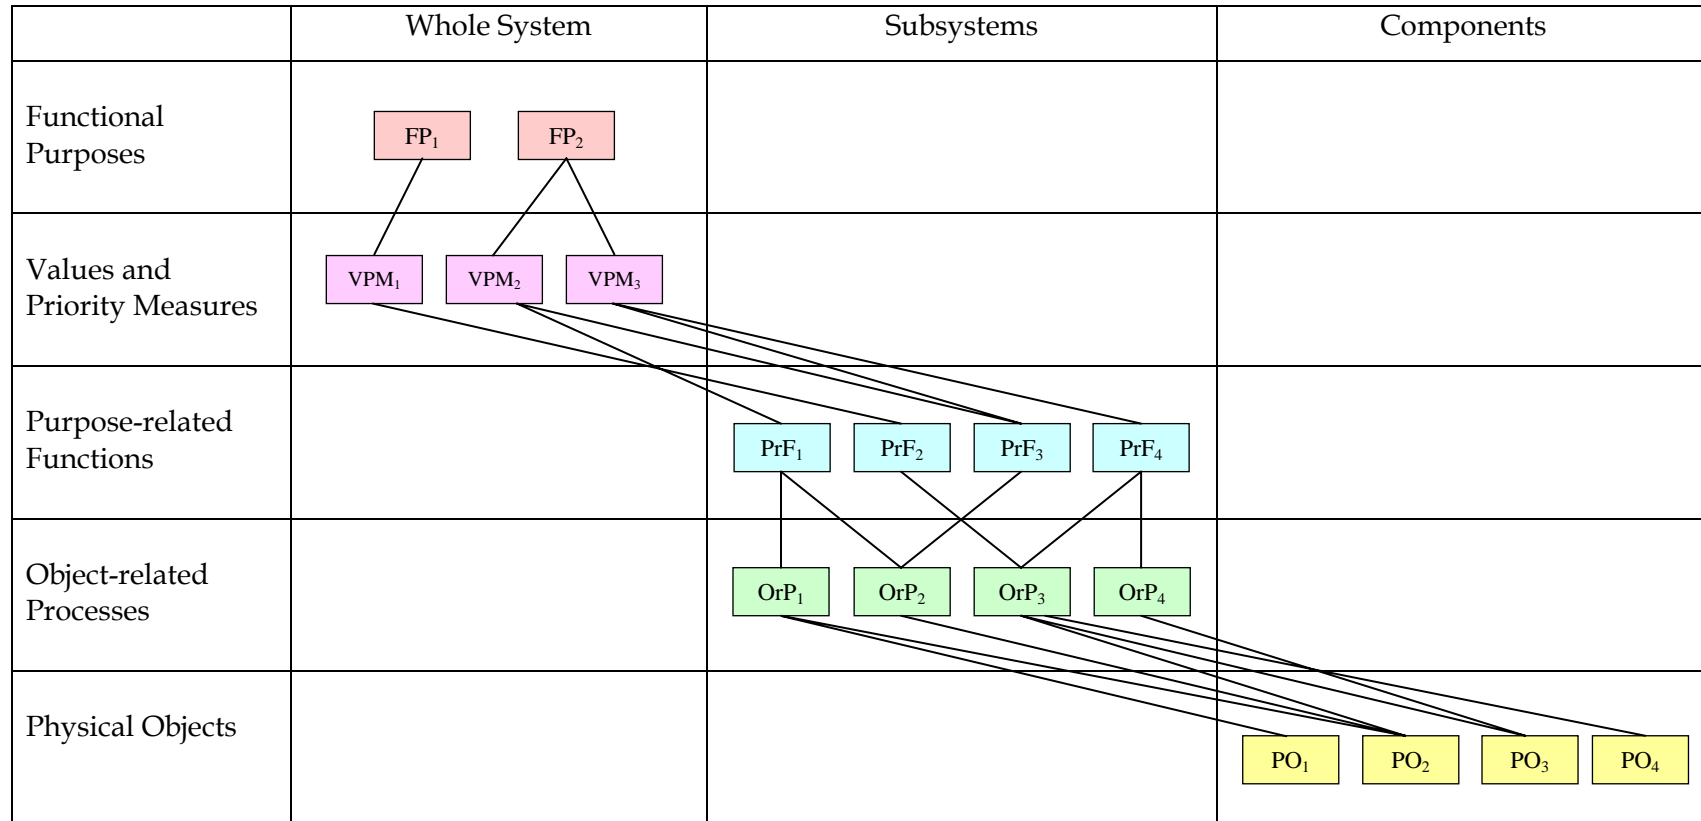 Whole System Subsystems Components
Functional
Purposes
FP₁ FP₂
Values and
Priority Measures
VPM₁ VPM₂ VPM₃
Purpose-related
Functions
PrF₁ PrF₂ PrF₃ PrF₄
Object-related
Processes
OrP₁ OrP₂ OrP₃ OrP₄
Physical Objects
PO₁ PO₂ PO₃ PO₄